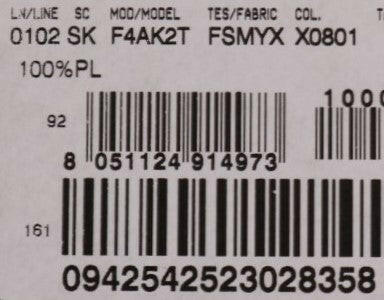 LN/LINE SC MOD/MODEL TES/FABRIC COL. T
0102 SK F4AK2T FSMYX X0801
100%PL
1000
92
8 051124 914973
161
0942542523028358